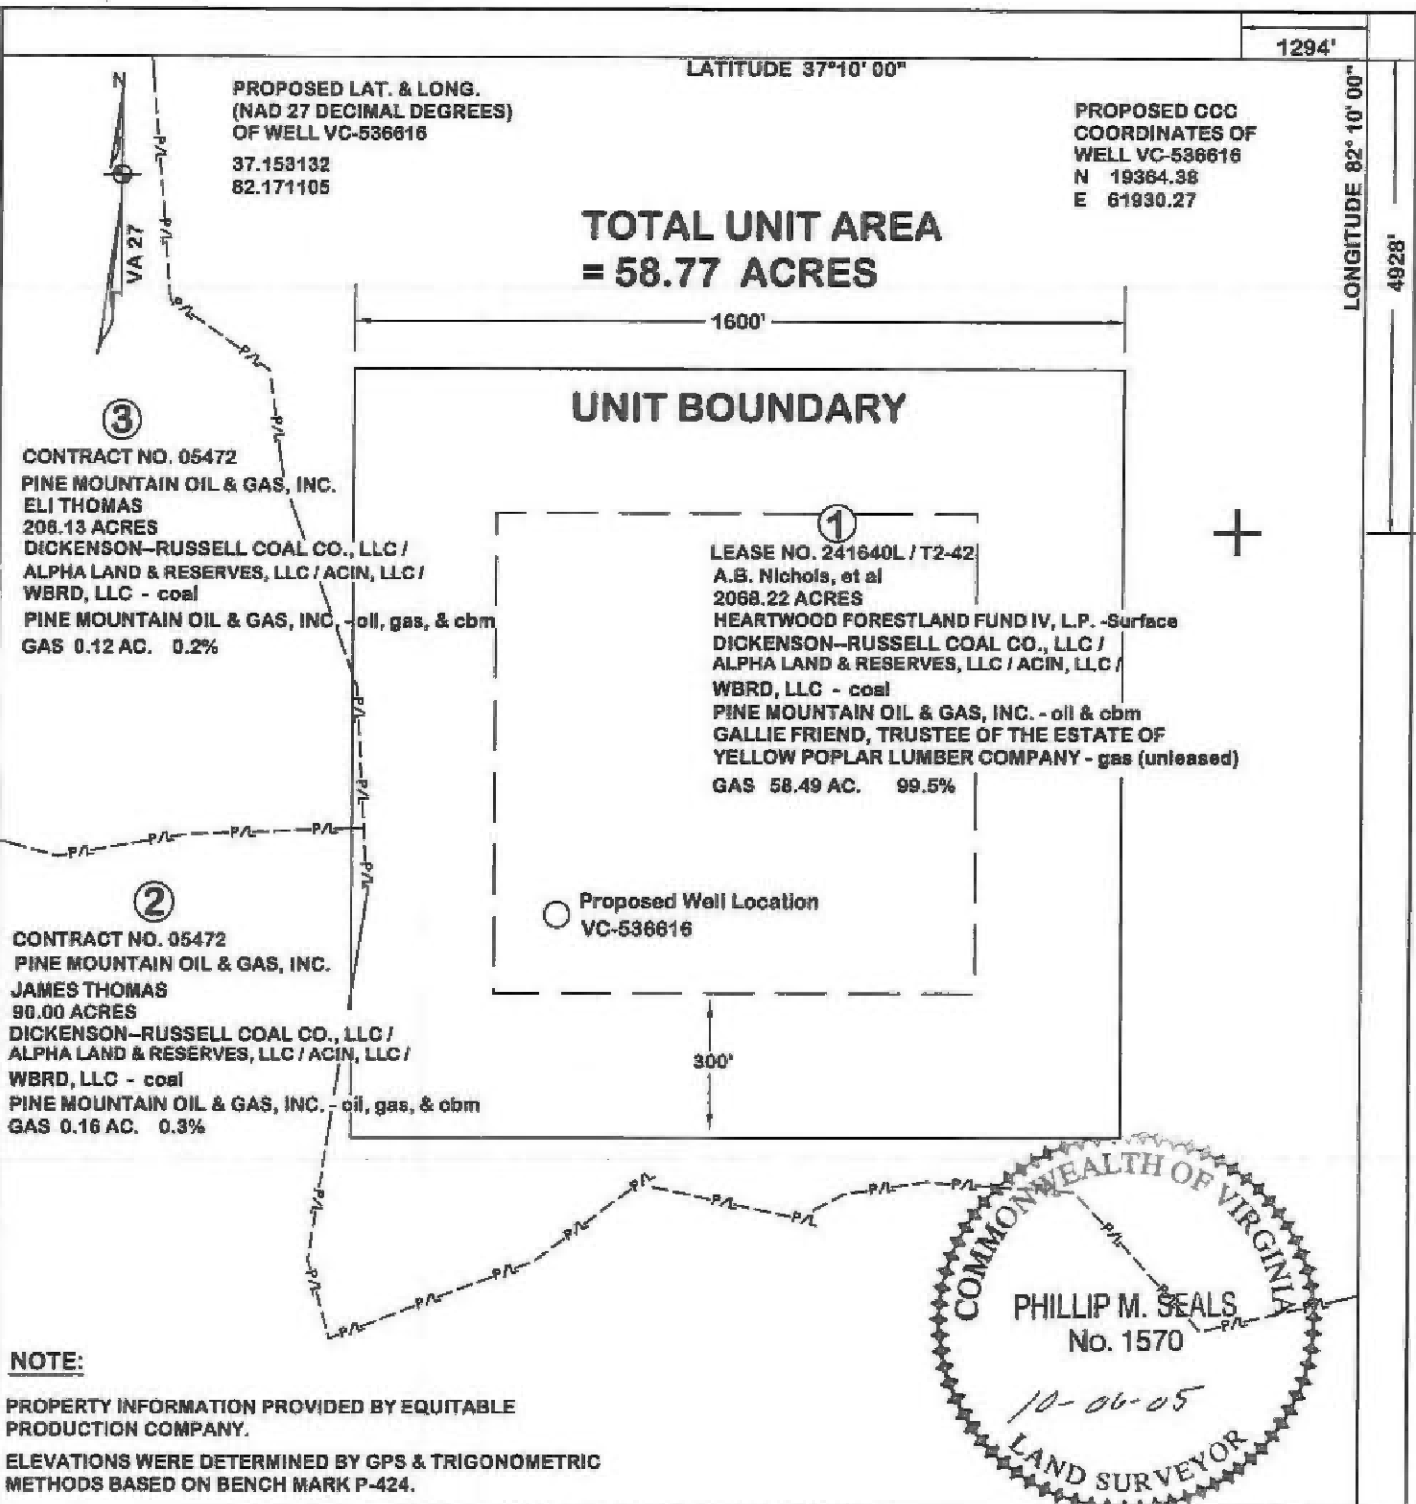 1294'
LATITUDE 37°10' 00"
PROPOSED LAT. & LONG.
(NAD 27 DECIMAL DEGREES)
OF WELL VC-536616
37.153132
82.171105
PROPOSED CCC
COORDINATES OF
WELL VC-536616
N 19364.38
E 61930.27
LONGITUDE 82° 10' 00"
4928'
N
VA 27
TOTAL UNIT AREA
= 58.77 ACRES
1600'
UNIT BOUNDARY
3
CONTRACT NO. 05472
PINE MOUNTAIN OIL & GAS, INC.
ELI THOMAS
206.13 ACRES
DICKENSON–RUSSELL COAL CO., LLC /
ALPHA LAND & RESERVES, LLC / ACIN, LLC /
WBRD, LLC - coal
PINE MOUNTAIN OIL & GAS, INC. - oil, gas, & cbm
GAS 0.12 AC. 0.2%
1
LEASE NO. 241640L / T2-42
A.B. Nichols, et al
2068.22 ACRES
HEARTWOOD FORESTLAND FUND IV, L.P. -Surface
DICKENSON–RUSSELL COAL CO., LLC /
ALPHA LAND & RESERVES, LLC / ACIN, LLC /
WBRD, LLC - coal
PINE MOUNTAIN OIL & GAS, INC. - oil & cbm
GALLIE FRIEND, TRUSTEE OF THE ESTATE OF
YELLOW POPLAR LUMBER COMPANY - gas (unleased)
GAS 58.49 AC. 99.5%
P/L P/L P/L P/L P/L P/L P/L P/L P/L P/L P/L P/L
2
CONTRACT NO. 05472
PINE MOUNTAIN OIL & GAS, INC.
JAMES THOMAS
90.00 ACRES
DICKENSON–RUSSELL COAL CO., LLC /
ALPHA LAND & RESERVES, LLC / ACIN, LLC /
WBRD, LLC - coal
PINE MOUNTAIN OIL & GAS, INC. - oil, gas, & cbm
GAS 0.16 AC. 0.3%
Proposed Well Location
VC-536616
300'
P/L P/L P/L P/L P/L P/L P/L P/L P/L P/L P/L P/L P/L P/L P/L
COMMONWEALTH OF VIRGINIA
PHILLIP M. SEALS
No. 1570
10-06-05
LAND SURVEYOR
NOTE:
PROPERTY INFORMATION PROVIDED BY EQUITABLE
PRODUCTION COMPANY.
ELEVATIONS WERE DETERMINED BY GPS & TRIGONOMETRIC
METHODS BASED ON BENCH MARK P-424.